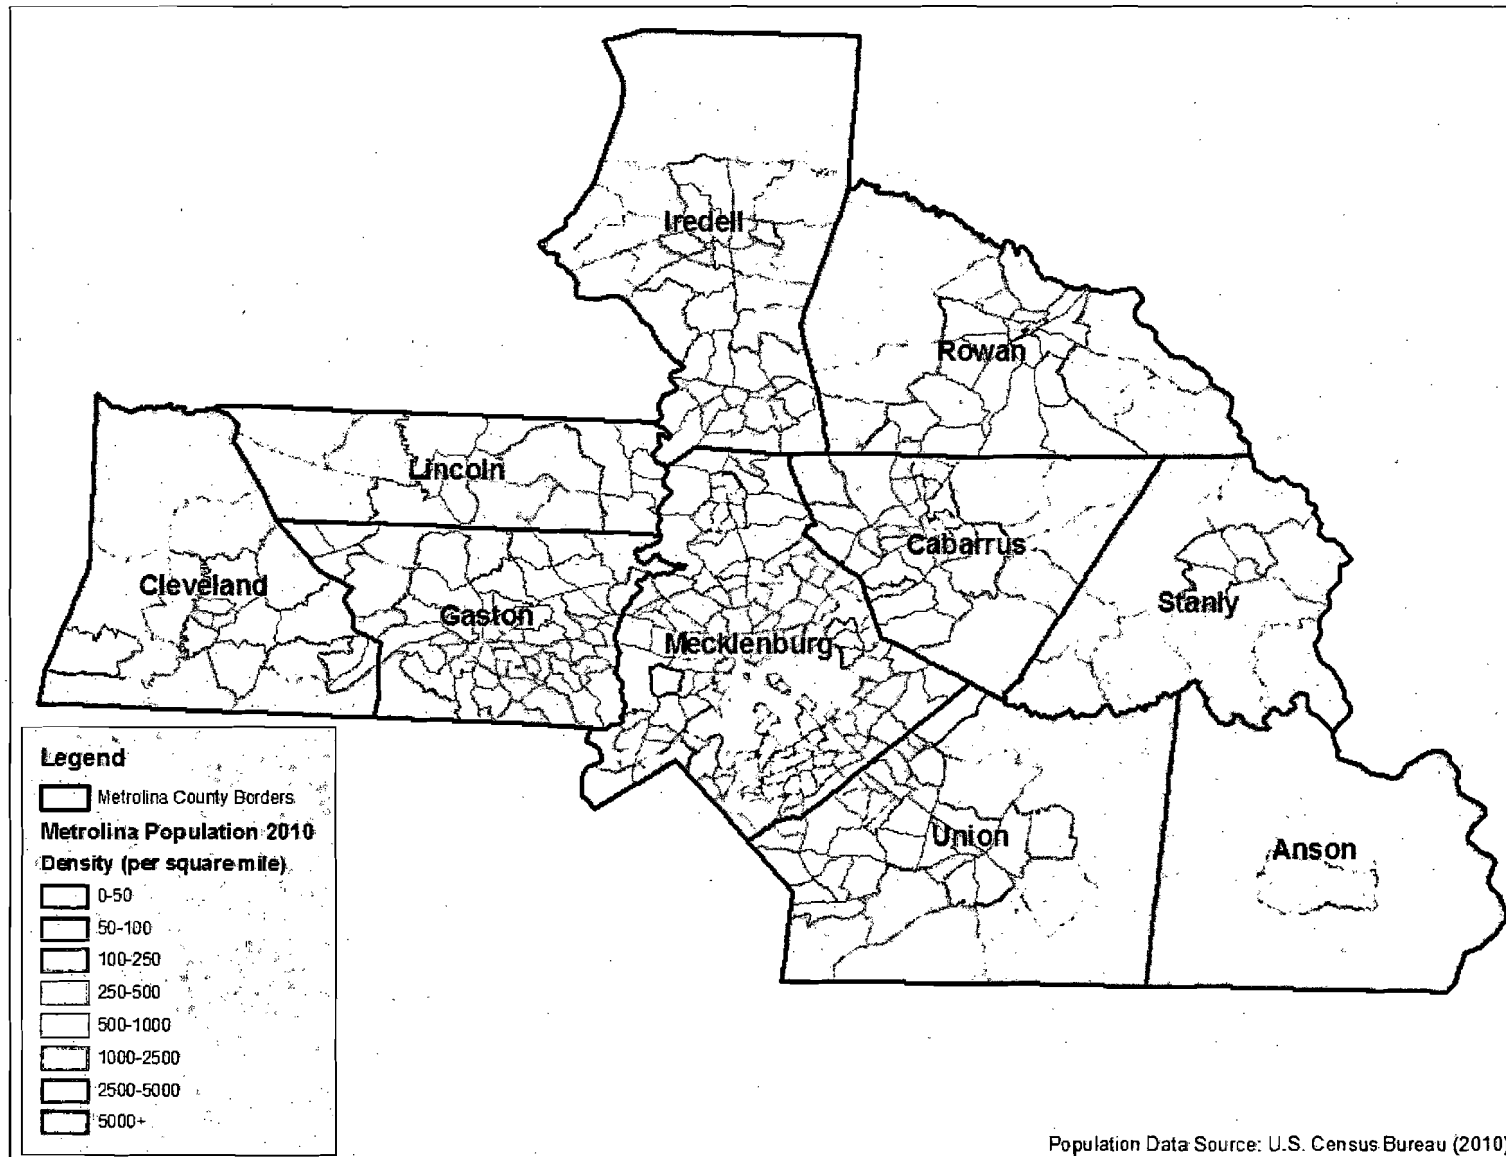 Iredell
Rowan
Lincoln
Cabarrus
Cleveland
Stanly
Gaston
Mecklenburg
Union
Anson
Legend
Metrolina County Borders
Metrolina Population 2010
Density (per square mile)
0-50
50-100
100-250
250-500
500-1000
1000-2500
2500-5000
5000+
Population Data Source: U.S. Census Bureau (2010)